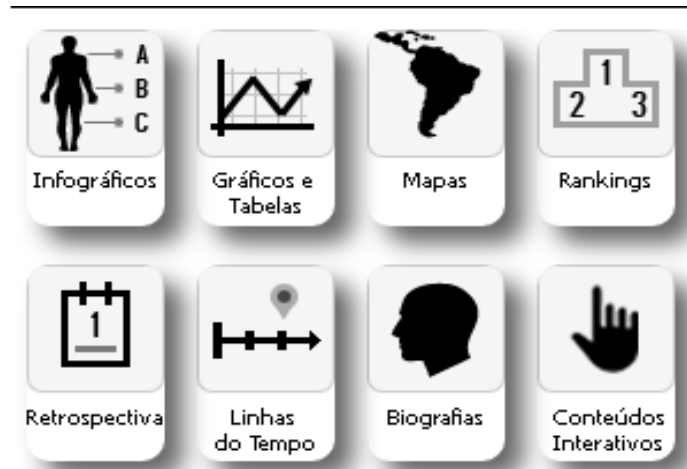 A
B
C
1
2 3
Infográficos
Gráficos e
Tabelas
Mapas
Rankings
1
Retrospectiva
Linhas
do Tempo
Biografias
Conteúdos
Interativos